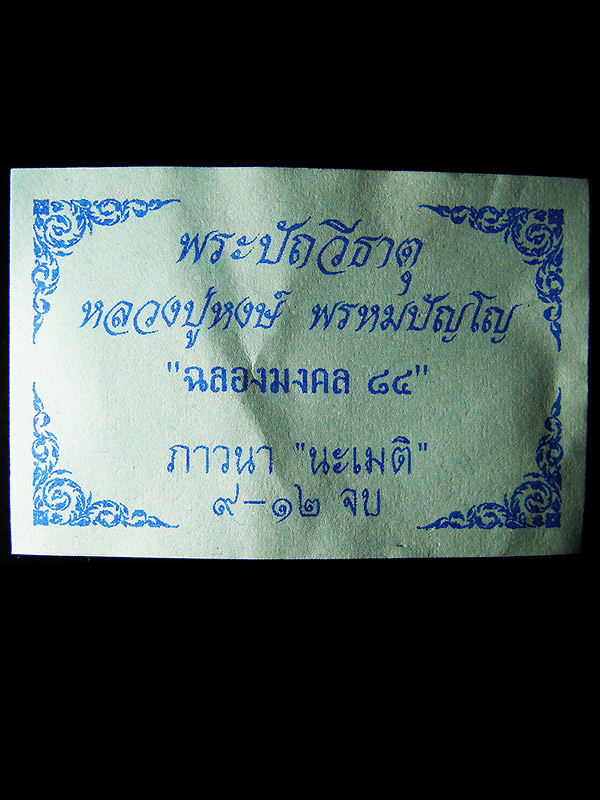 พระปัถวีธาตุ
หลวงปู่หงษ์ พรหมปัญโญ
"ฉลองมงคล ๘๔"
ภาวนา "นะเมติ"
๙-๑๒ จบ